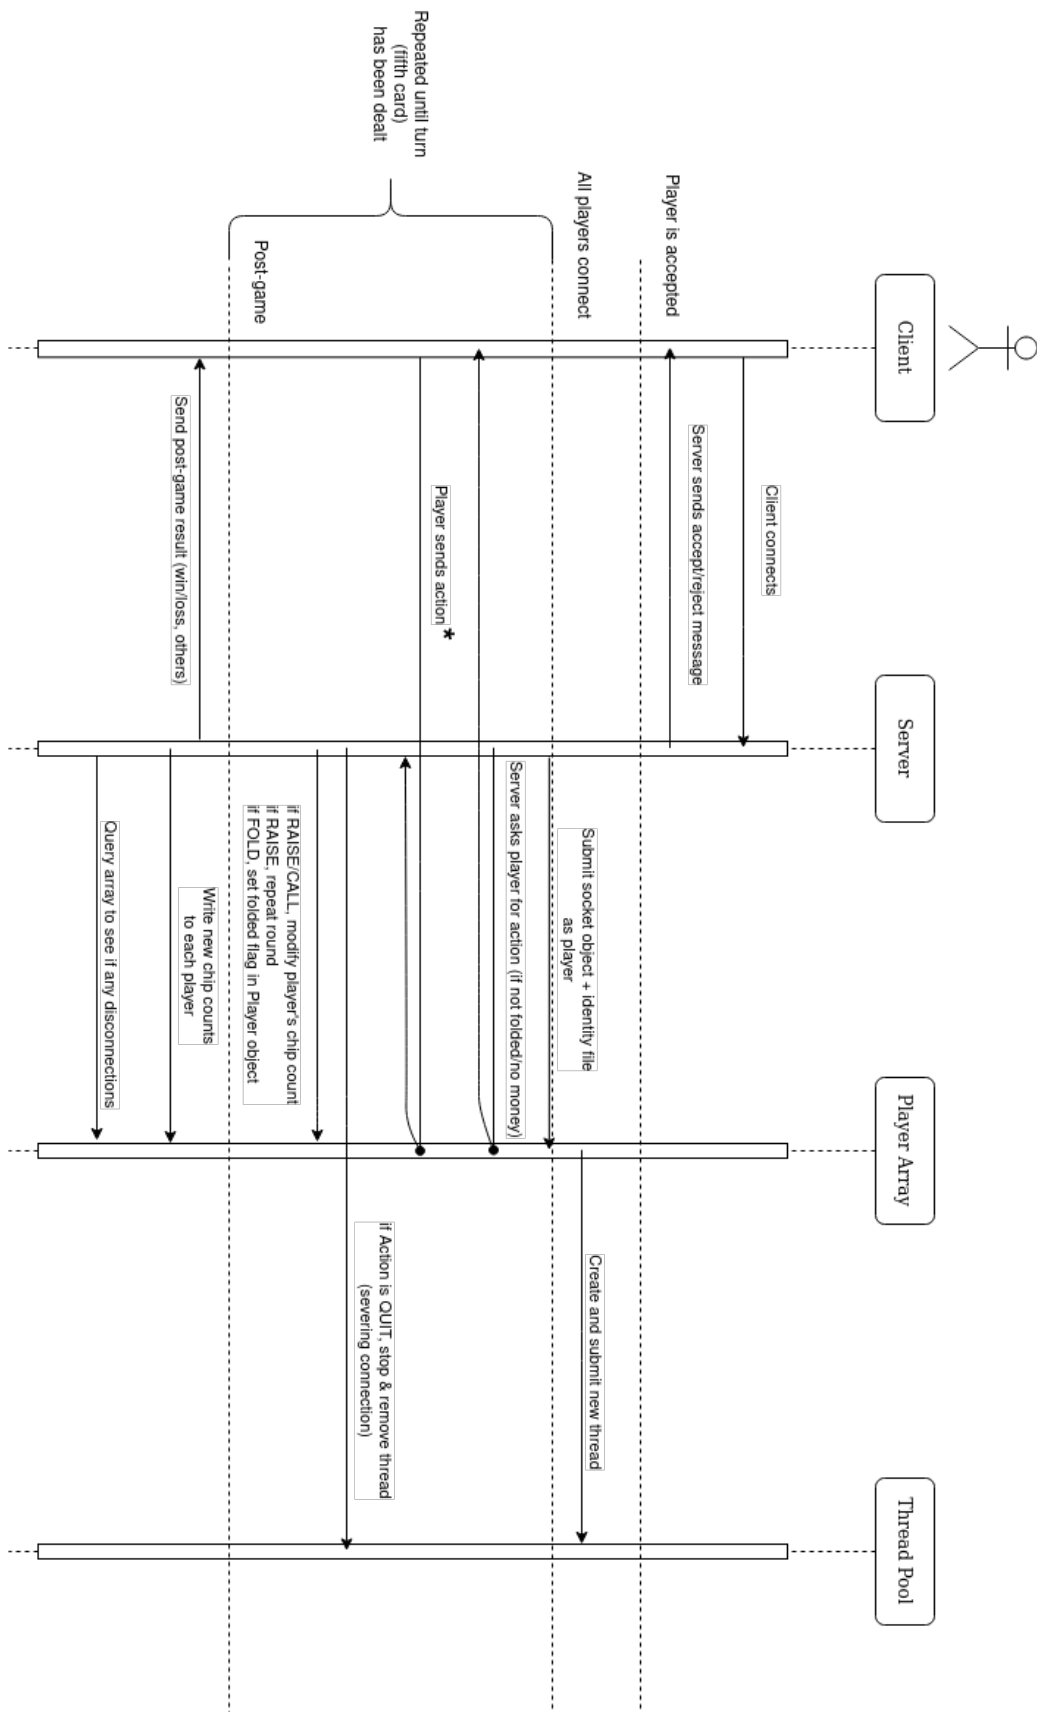 Client
Server
Player Array
Thread Pool
Client connects
Player is accepted
Server sends accept/reject message
All players connect
Create and submit new thread
Submit socket object + identity file
as player
Repeated until turn
(fifth card)
has been dealt
Server asks player for action (if not folded/no money)
Player sends action
*
if Action is QUIT, stop & remove thread
(severing connection)
if RAISE/CALL, modify player's chip count
if RAISE, repeat round
if FOLD, set folded flag in Player object
Post-game
Send post-game result (win/loss, others)
Write new chip counts
to each player
Query array to see if any disconnections